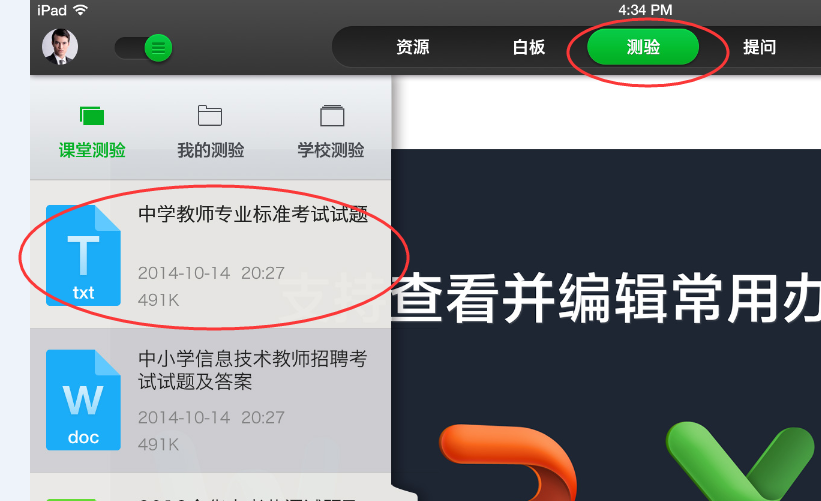 iPad
4:34 PM
资源
白板
测验
提问
课堂测验
我的测验
学校测验
T
txt
中学教师专业标准考试试题
2014-10-14 20:27
491K
支持查看并编辑常用办
W
doc
中小学信息技术教师招聘考
试试题及答案
2014-10-14 20:27
491K